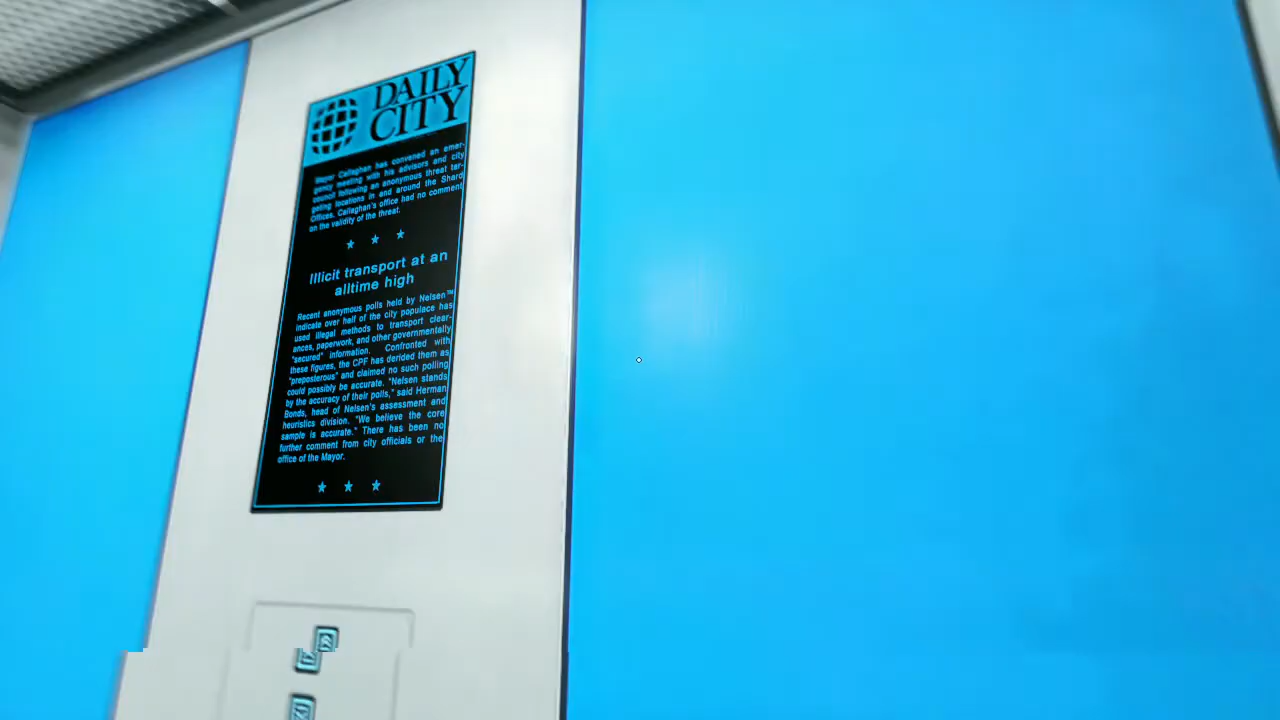 DAILY
CITY
Mayor Callaghan has convened an emer-
gency meeting with his advisors and city
council following an anonymous threat tar-
geting locations in and around the Shard
Offices. Callaghan's office had no comment
on the validity of the threat.
Illicit transport at an
alltime high
Recent anonymous polls held by Nelsen™
indicate over half of the city populace has
used illegal methods to transport clear-
ances, paperwork, and other governmentally
"secured" information. Confronted with
these figures, the CPF has derided them as
"preposterous" and claimed no such polling
could possibly be accurate. "Nelsen stands
by the accuracy of their polls," said Herman
Bonds, head of Nelsen's assessment and
heuristics division. "We believe the core
sample is accurate." There has been no
further comment from city officials or the
office of the Mayor.